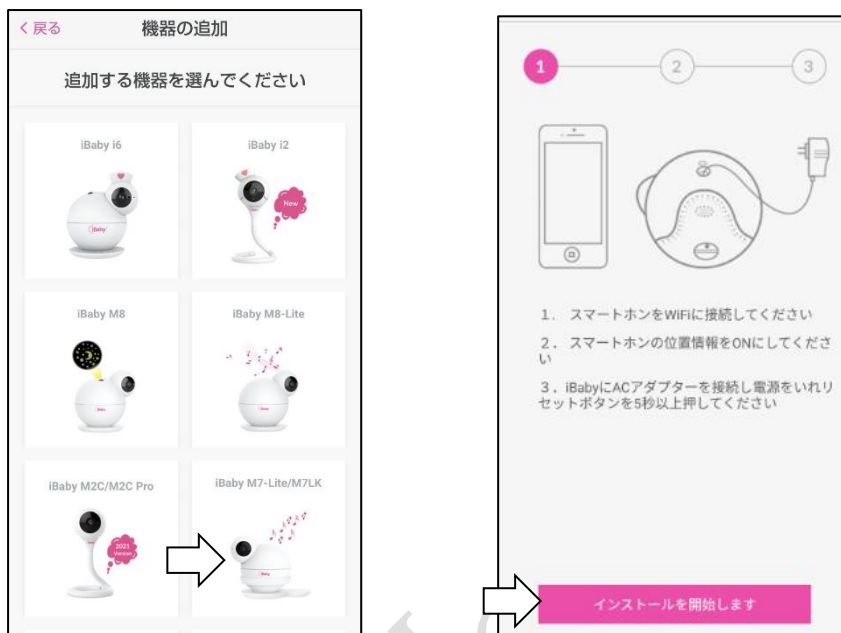 戻る
機器の追加
追加する機器を選んでください
iBaby i6
iBaby i2
iBaby
New
iBaby M8
iBaby M8-Lite
iBaby M2C/M2C Pro
iBaby M7-Lite/M7LK
2021
Version
1
2
3
1. スマートホンをWiFiに接続してください
2. スマートホンの位置情報をONにしてくださ
い
3. iBabyにACアダプターを接続し電源をいれリ
セットボタンを5秒以上押してください
インストールを開始します